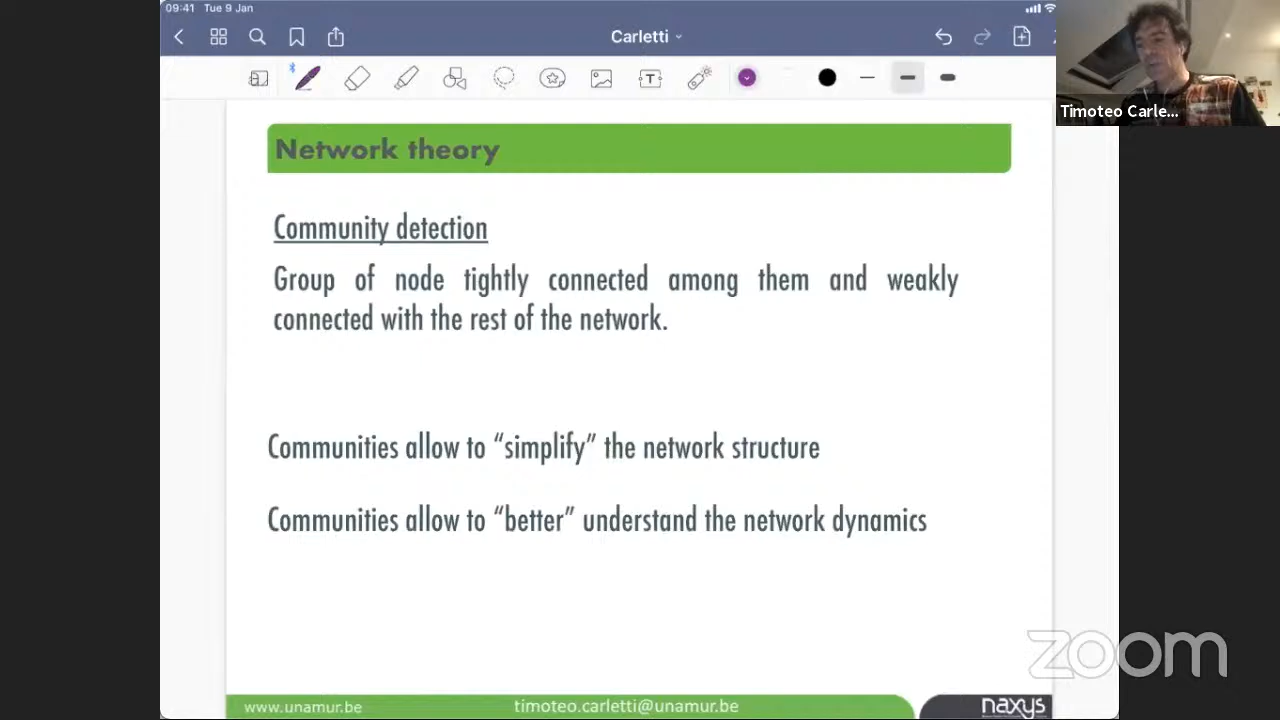 09:41 Tue 9 Jan
Carletti
Timoteo Carle...
Network theory
Community detection
Group of node tightly connected among them and weakly
connected with the rest of the network.
Communities allow to “simplify” the network structure
Communities allow to “better” understand the network dynamics
zoom
www.unamur.be
timoteo.carletti@unamur.be
naxys